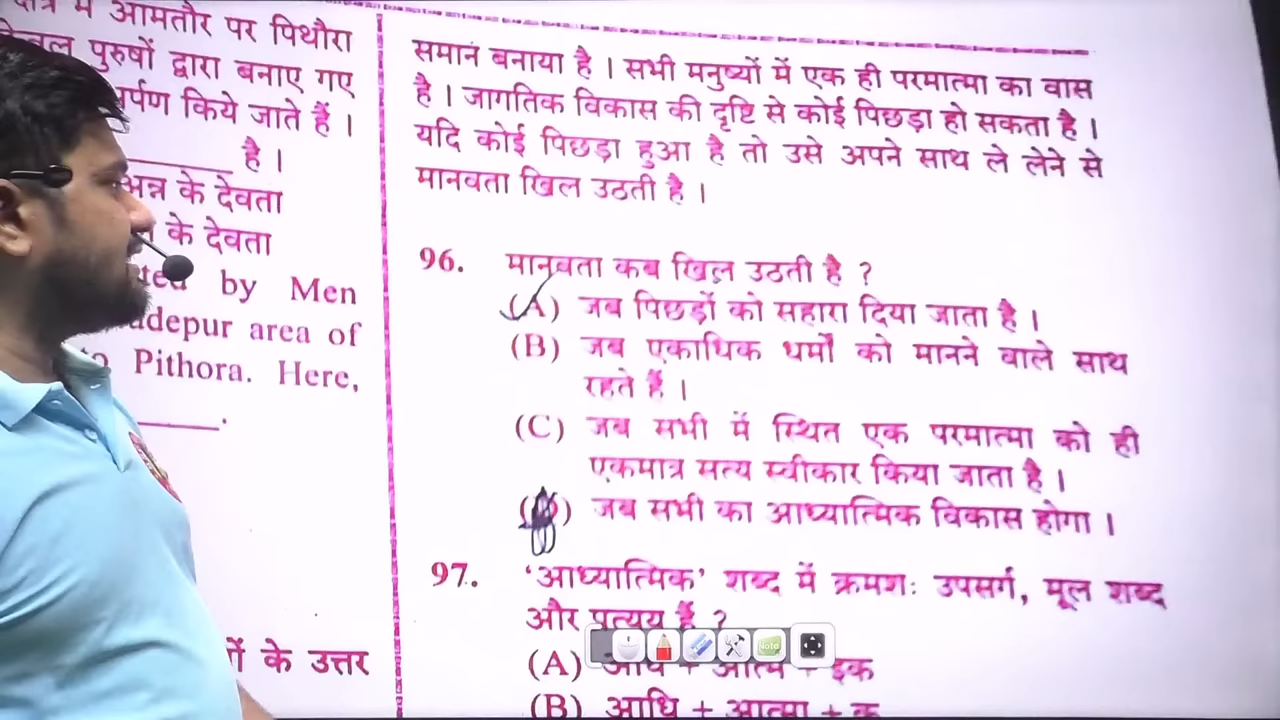 में आमतौर पर पिथौरा
पुरुषों द्वारा बनाए गए
किये जाते हैं ।
है ।
अन्न के देवता
के देवता
by Men
area of
Pithora. Here,
के उत्तर
समान बनाया है । सभी मनुष्यों में एक ही परमात्मा का वास
है । जागतिक विकास की दृष्टि से कोई पिछड़ा हो सकता है ।
यदि कोई पिछड़ा हुआ है तो उसे अपने साथ ले लेने से
मानवता खिल उठती है ।
96. मानवता कब खिल उठती है ?
(A) जब पिछड़ों को सहारा दिया जाता है ।
(B) जब एकाधिक धर्मों को मानने वाले साथ
रहते हैं ।
(C) जब सभी में स्थित एक परमात्मा को ही
एकमात्र सत्य स्वीकार किया जाता है ।
(D) जब सभी का आध्यात्मिक विकास होगा ।
97. ‘आध्यात्मिक’ शब्द में क्रमशः उपसर्ग, मूल शब्द
और प्रत्यय हैं ?
(A) + इक
(B) आधि + आत्मा + क